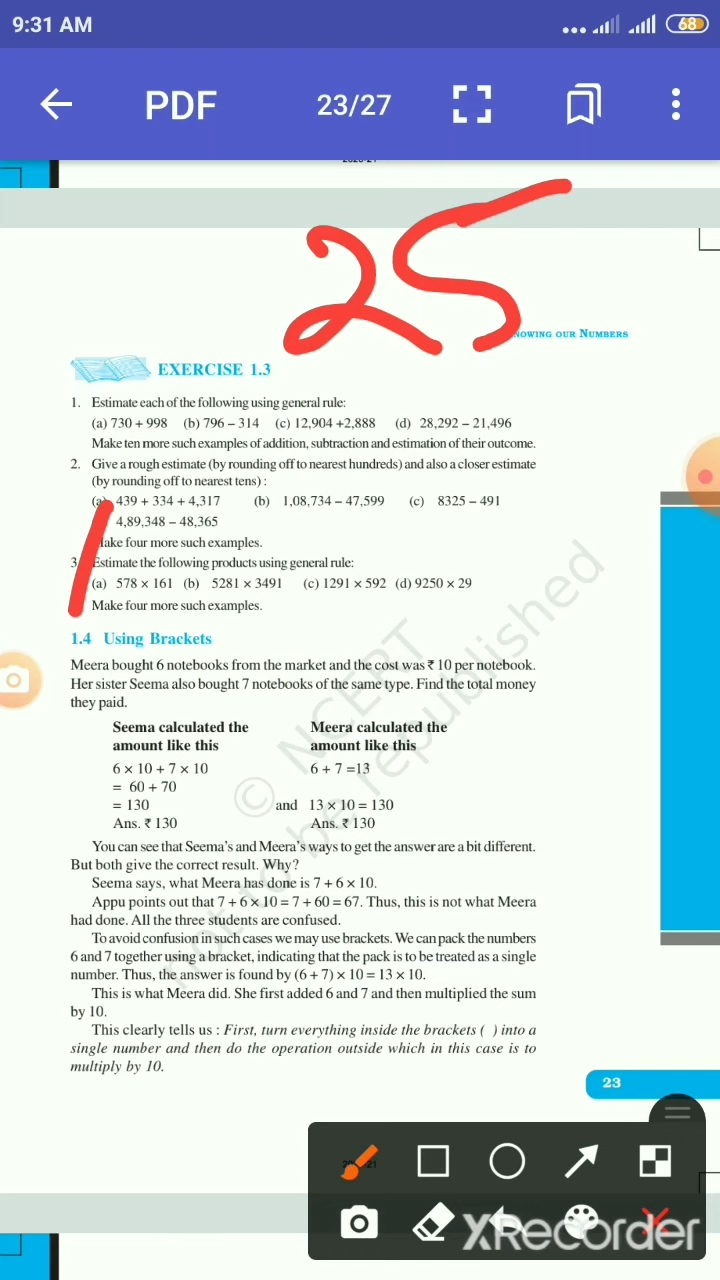 9:31 AM
68
PDF
23/27
25
NOWING OUR NUMBERS
EXERCISE 1.3
1. Estimate each of the following using general rule:
(a) 730 + 998 (b) 796 – 314 (c) 12,904 +2,888 (d) 28,292 – 21,496
Make ten more such examples of addition, subtraction and estimation of their outcome.
2. Give a rough estimate (by rounding off to nearest hundreds) and also a closer estimate
(by rounding off to nearest tens) :
(a) 439 + 334 + 4,317 (b) 1,08,734 – 47,599 (c) 8325 – 491
4,89,348 – 48,365
ake four more such examples.
3 Estimate the following products using general rule:
(a) 578 × 161 (b) 5281 × 3491 (c) 1291 × 592 (d) 9250 × 29
Make four more such examples.
1.4 Using Brackets
Meera bought 6 notebooks from the market and the cost was ₹ 10 per notebook.
Her sister Seema also bought 7 notebooks of the same type. Find the total money
they paid.
Seema calculated the Meera calculated the
amount like this amount like this
6 × 10 + 7 × 10 6 + 7 =13
= 60 + 70
= 130 and 13 × 10 = 130
Ans. ₹ 130 Ans. ₹ 130
You can see that Seema's and Meera's ways to get the answer are a bit different.
But both give the correct result. Why?
Seema says, what Meera has done is 7 + 6 × 10.
Appu points out that 7 + 6 × 10 = 7 + 60 = 67. Thus, this is not what Meera
had done. All the three students are confused.
To avoid confusion in such cases we may use brackets. We can pack the numbers
6 and 7 together using a bracket, indicating that the pack is to be treated as a single
number. Thus, the answer is found by (6 + 7) × 10 = 13 × 10.
This is what Meera did. She first added 6 and 7 and then multiplied the sum
by 10.
This clearly tells us : First, turn everything inside the brackets ( ) into a
single number and then do the operation outside which in this case is to
multiply by 10.
© NCERT
not to be republished
23
XRecorder